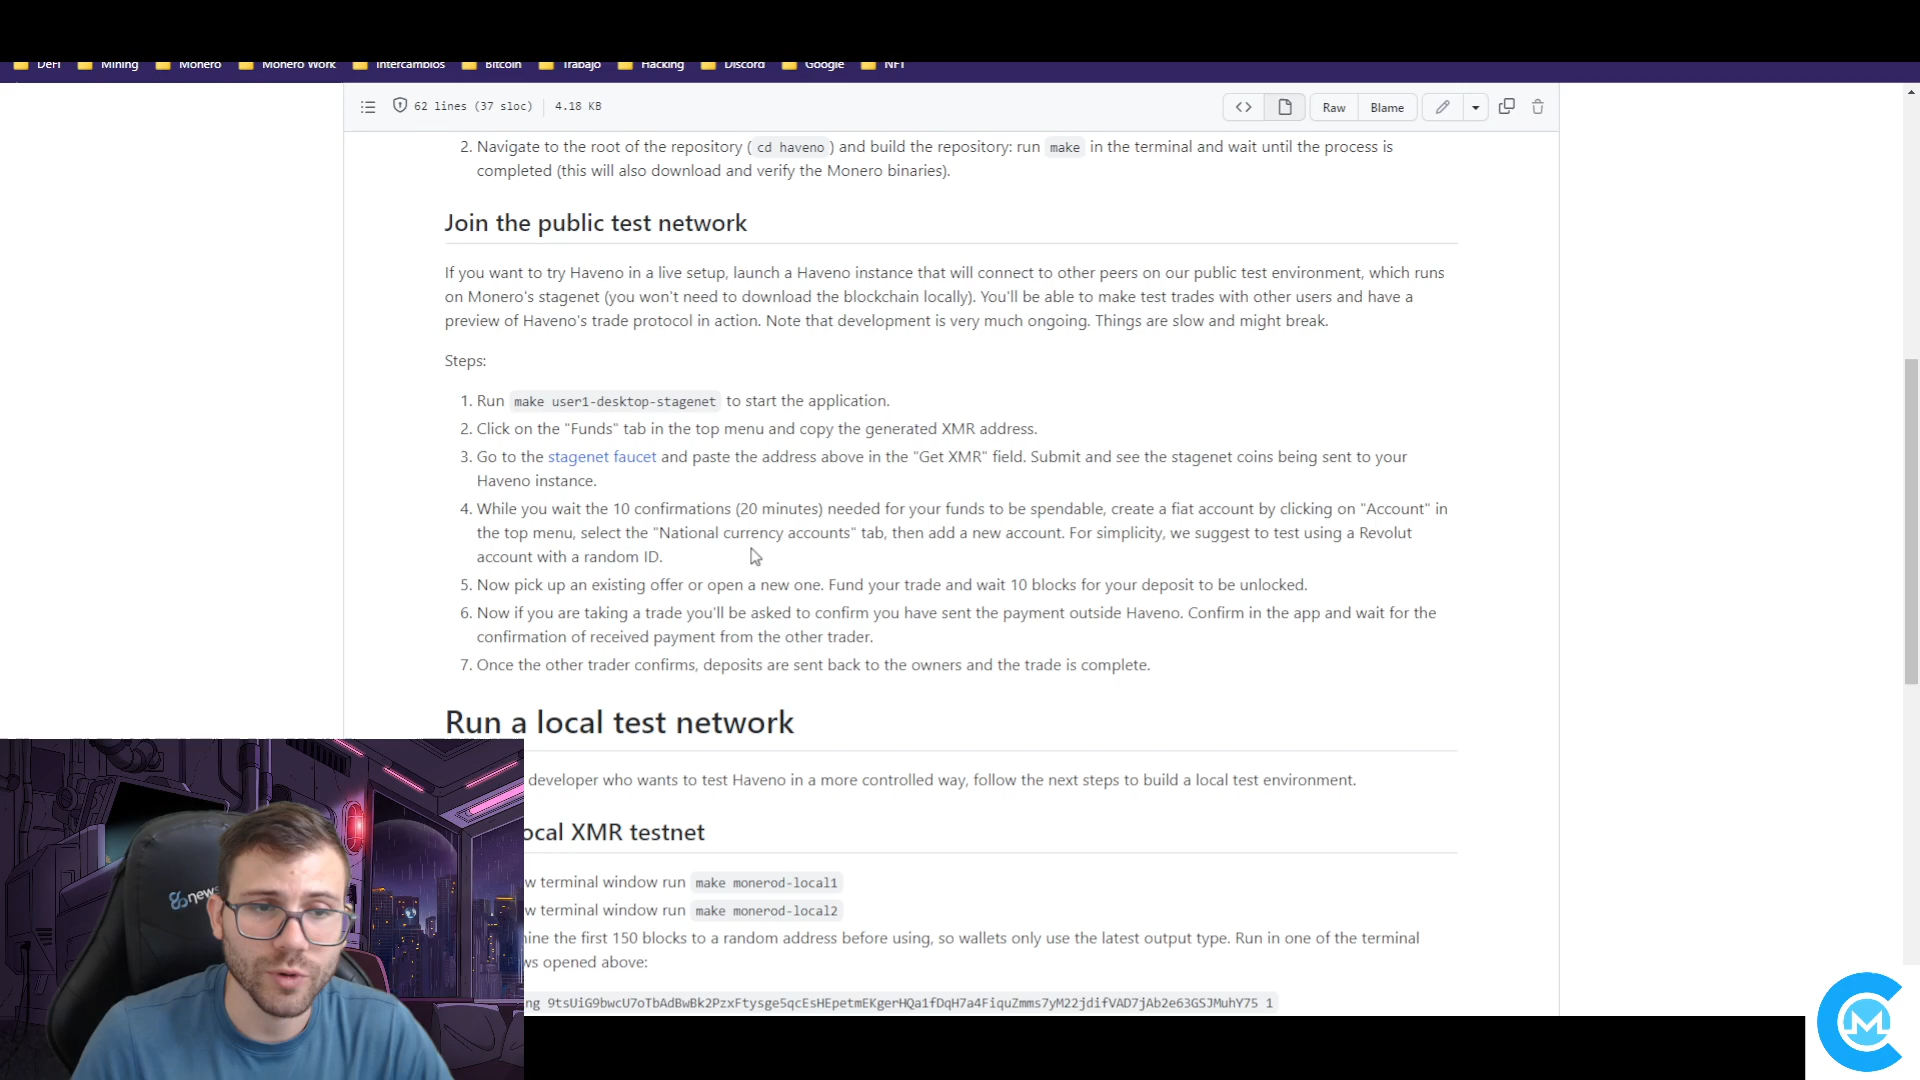 DeFi Mining Monero Monero Work Intercambios Bitcoin Trabajo Hacking Discord Google NFT
62 lines (37 sloc) 4.18 KB Raw Blame
2. Navigate to the root of the repository ( cd haveno ) and build the repository: run make in the terminal and wait until the process is
completed (this will also download and verify the Monero binaries).
Join the public test network
If you want to try Haveno in a live setup, launch a Haveno instance that will connect to other peers on our public test environment, which runs
on Monero's stagenet (you won't need to download the blockchain locally). You'll be able to make test trades with other users and have a
preview of Haveno's trade protocol in action. Note that development is very much ongoing. Things are slow and might break.
Steps:
1. Run make user1-desktop-stagenet to start the application.
2. Click on the "Funds" tab in the top menu and copy the generated XMR address.
3. Go to the stagenet faucet and paste the address above in the "Get XMR" field. Submit and see the stagenet coins being sent to your
Haveno instance.
4. While you wait the 10 confirmations (20 minutes) needed for your funds to be spendable, create a fiat account by clicking on "Account" in
the top menu, select the "National currency accounts" tab, then add a new account. For simplicity, we suggest to test using a Revolut
account with a random ID.
5. Now pick up an existing offer or open a new one. Fund your trade and wait 10 blocks for your deposit to be unlocked.
6. Now if you are taking a trade you'll be asked to confirm you have sent the payment outside Haveno. Confirm in the app and wait for the
confirmation of received payment from the other trader.
7. Once the other trader confirms, deposits are sent back to the owners and the trade is complete.
Run a local test network
developer who wants to test Haveno in a more controlled way, follow the next steps to build a local test environment.
ocal XMR testnet
w terminal window run make monerod-local1
w terminal window run make monerod-local2
ine the first 150 blocks to a random address before using, so wallets only use the latest output type. Run in one of the terminal
ws opened above:
ng 9tsUiG9bwcU7oTbAdBwBk2PzxFtysge5qcEsHEpetmEKgerHQa1fDqH7a4FiquZmms7yM22jdifVAD7jAb2e63GSJMuhY75 1
news
M